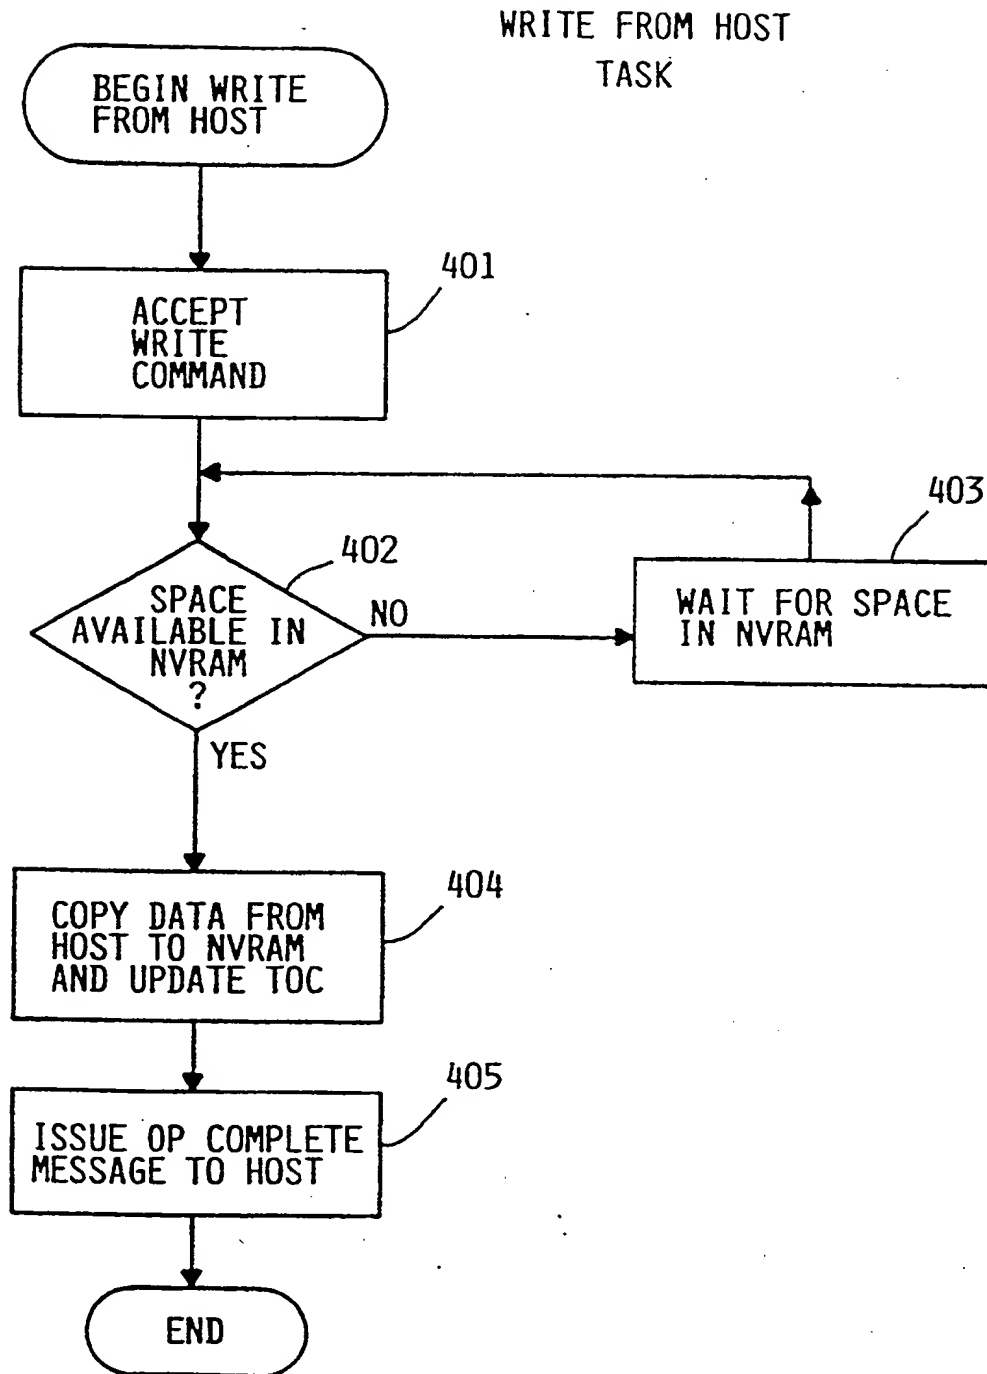 WRITE FROM HOST
TASK
BEGIN WRITE
FROM HOST
401
ACCEPT
WRITE
COMMAND
402
403
SPACE
AVAILABLE IN
NVRAM
?
NO
WAIT FOR SPACE
IN NVRAM
YES
404
COPY DATA FROM
HOST TO NVRAM
AND UPDATE TOC
405
ISSUE OP COMPLETE
MESSAGE TO HOST
END